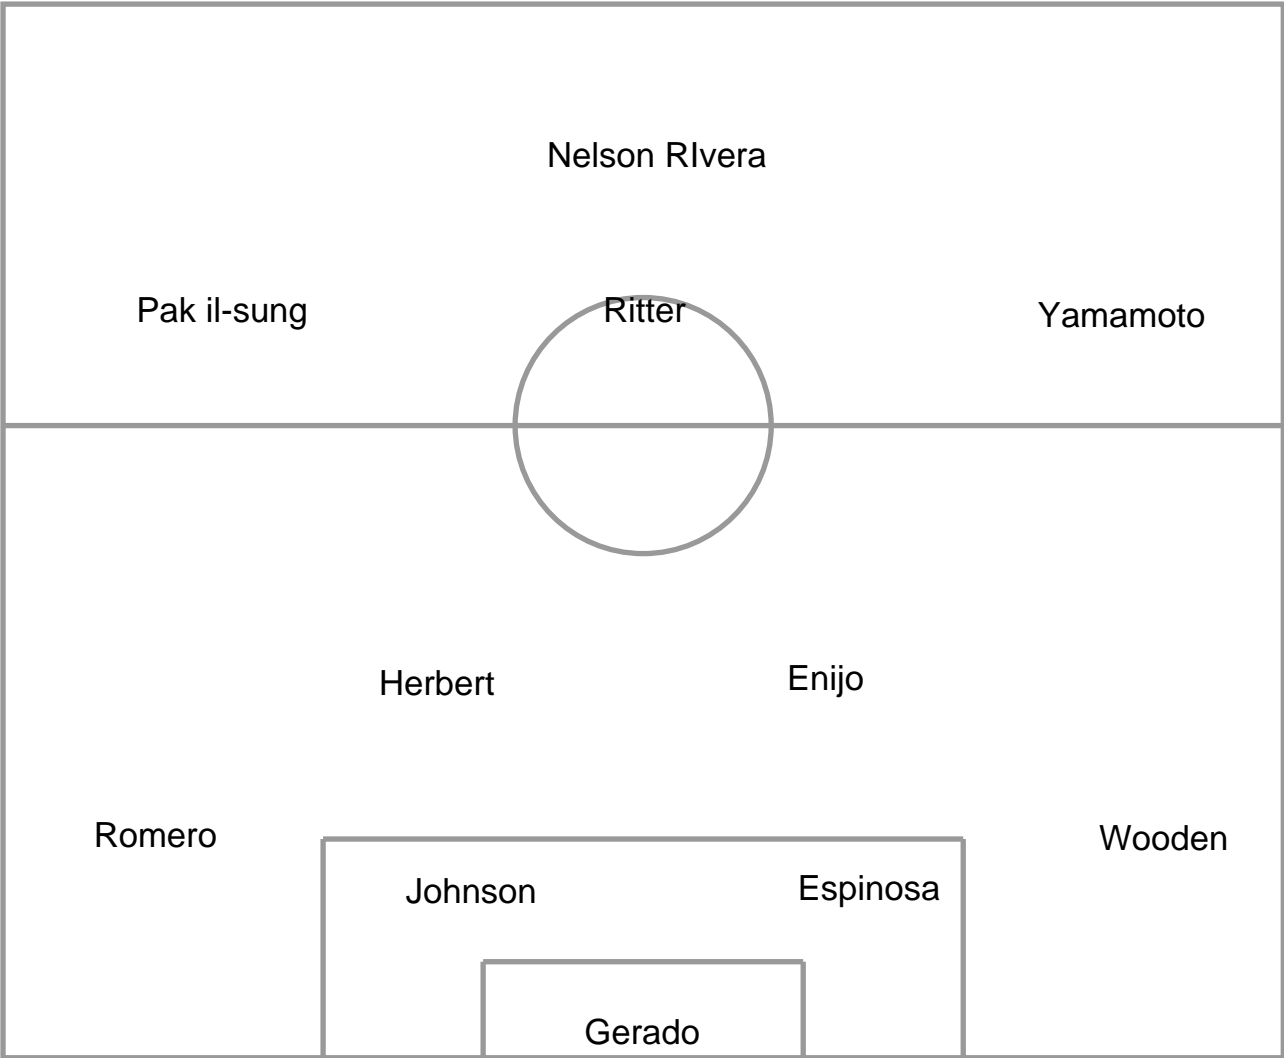 Nelson RIvera
Pak il-sung
Ritter
Yamamoto
Herbert
Enijo
Romero
Wooden
Johnson
Espinosa
Gerado